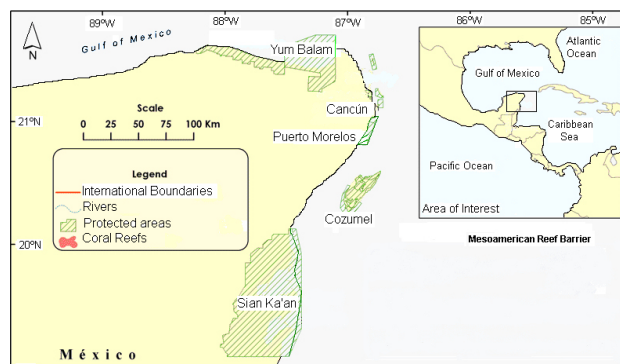 89°W
88°W
87°W
86°W
85°W
Gulf of Mexico
N
Yum Balam
Cancún
21°N
Puerto Morelos
Scale
0 25 50 100 Km
Legend
International Boundaries
Rivers
Protected areas
Coral Reefs
Cozumel
20°N
Sian Ka'an
México
Atlantic
Ocean
Gulf of Mexico
Caribbean
Sea
Pacific Ocean
Area of Interest
Mesoamerican Reef Barrier